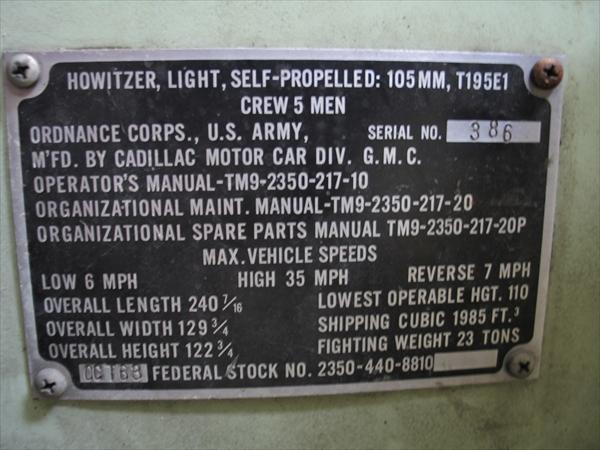 HOWITZER, LIGHT, SELF-PROPELLED: 105MM, T195E1
CREW 5 MEN
ORDNANCE CORPS., U.S. ARMY, SERIAL NO. 386
M'F'D. BY CADILLAC MOTOR CAR DIV. G.M.C.
OPERATOR'S MANUAL-TM9-2350-217-10
ORGANIZATIONAL MAINT. MANUAL-TM9-2350-217-20
ORGANIZATIONAL SPARE PARTS MANUAL TM9-2350-217-20P
MAX. VEHICLE SPEEDS
LOW 6 MPH HIGH 35 MPH REVERSE 7 MPH
OVERALL LENGTH 240 1/16 LOWEST OPERABLE HGT. 110
OVERALL WIDTH 129 3/4 SHIPPING CUBIC 1985 FT.³
OVERALL HEIGHT 122 3/4 FIGHTING WEIGHT 23 TONS
OCT63 FEDERAL STOCK NO. 2350-440-8810